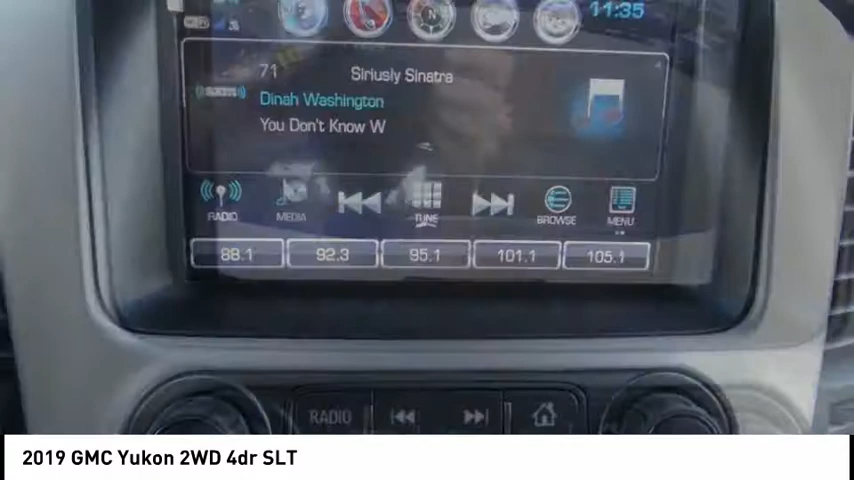 11:35
71 Siriusly Sinatra
Dinah Washington
You Don't Know W
RADIO MEDIA TUNE BROWSE MENU
88.1 92.3 95.1 101.1 105.1
RADIO
2019 GMC Yukon 2WD 4dr SLT